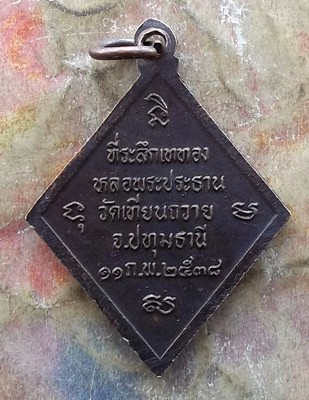 ที่ระลึกเททอง
หล่อพระประธาน
วัดเทียนถวาย
จ.ปทุมธานี
๑๑ ก.พ. ๒๕๓๘